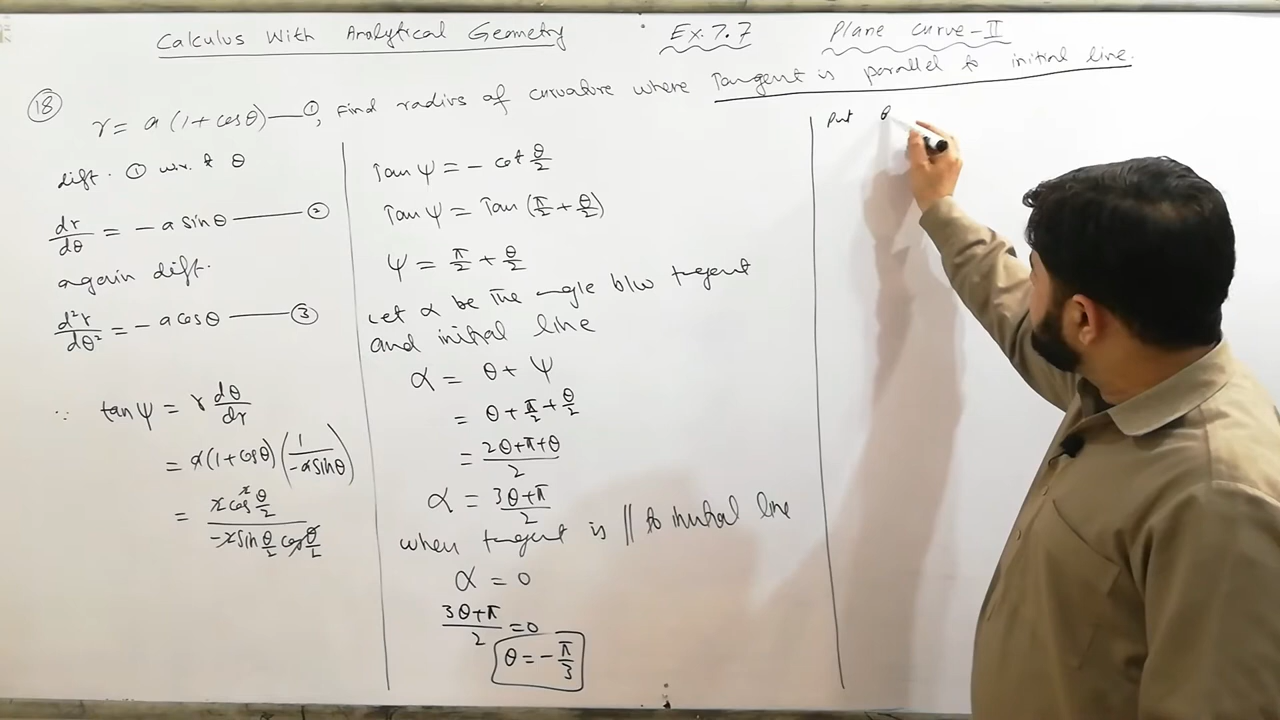 Calculus With Analytical Geometry Ex.7.7 Plane Curve-II
(18) r = a(1+cosθ) —①, Find radius of curvature where Tangent is parallel to initial line.
diff. ① w.r.t θ
dr/dθ = -a sinθ —②
again diff.
d²r/dθ² = -a cosθ —③
∵ tanψ = r dθ/dr
= a(1+cosθ)(1/-a sinθ)
= 2cos²θ/2 / -2sinθ/2 cosθ/2
Tanψ = -cot θ/2
Tanψ = Tan(π/2 + θ/2)
ψ = π/2 + θ/2
Let α be the angle b/w tangent
and initial line
α = θ + ψ
= θ + π/2 + θ/2
= 2θ+π+θ/2
α = 3θ+π/2
when tangent is || to initial line
α = 0
3θ+π/2 = 0
θ = -π/3
Put θ